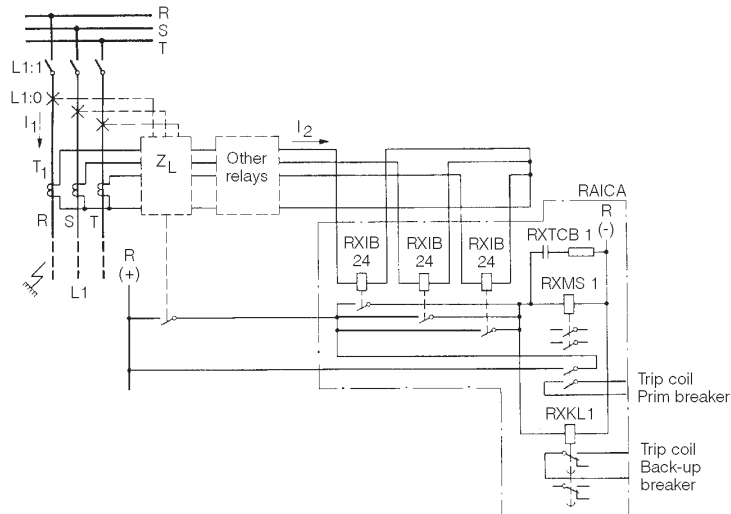 R
S
T
L1:1
L1:0
I1
T1
R S T
L1
ZL
Other
relays
I2
R
(+)
RAICA
R
(-)
RXTCB 1
RXIB
24
RXIB
24
RXIB
24
RXMS 1
Trip coil
Prim breaker
RXKL1
Trip coil
Back-up
breaker